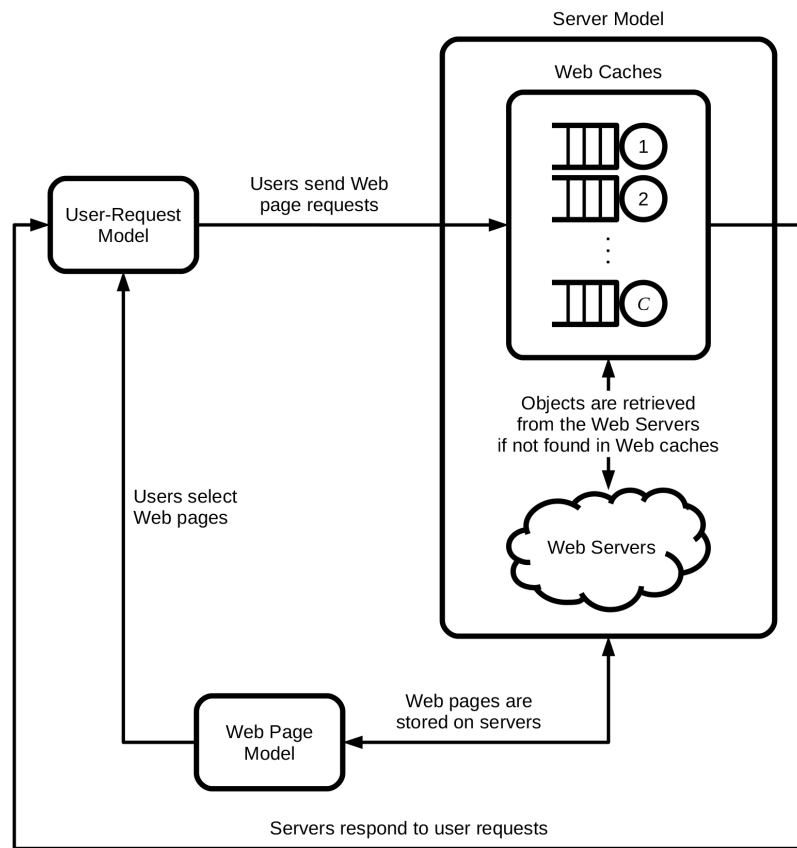 Server Model
Web Caches
1
Users send Web
page requests
2
User-Request
Model
C
Objects are retrieved
from the Web Servers
if not found in Web caches
Users select
Web pages
Web Servers
Web pages are
stored on servers
Web Page
Model
Servers respond to user requests